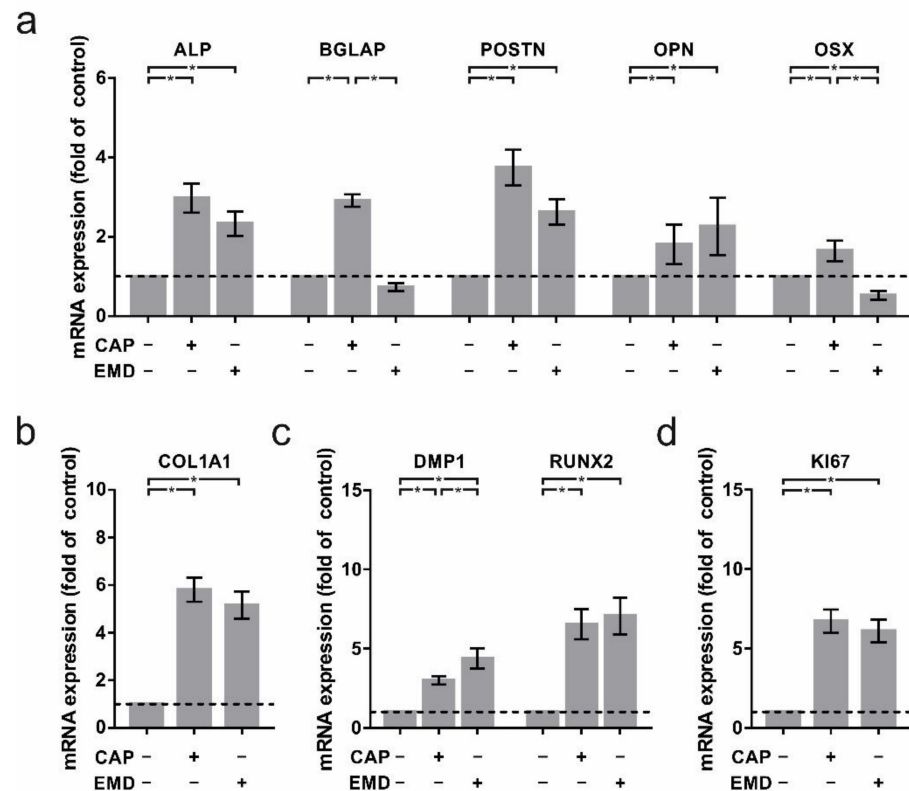 a
ALP BGLAP POSTN OPN OSX
* * * * *
* * * * * * *
mRNA expression (fold of control)
6
4
2
0
CAP – + – – + – – + – – + – – + –
EMD – – + – – + – – + – – + – – +
b
COL1A1
*
*
mRNA expression (fold of control)
10
8
6
4
2
0
CAP – + –
EMD – – +
c
DMP1 RUNX2
* *
* * *
mRNA expression (fold of control)
15
10
5
0
CAP – + – – + –
EMD – – + – – +
d
KI67
*
*
mRNA expression (fold of control)
15
10
5
0
CAP – + –
EMD – – +